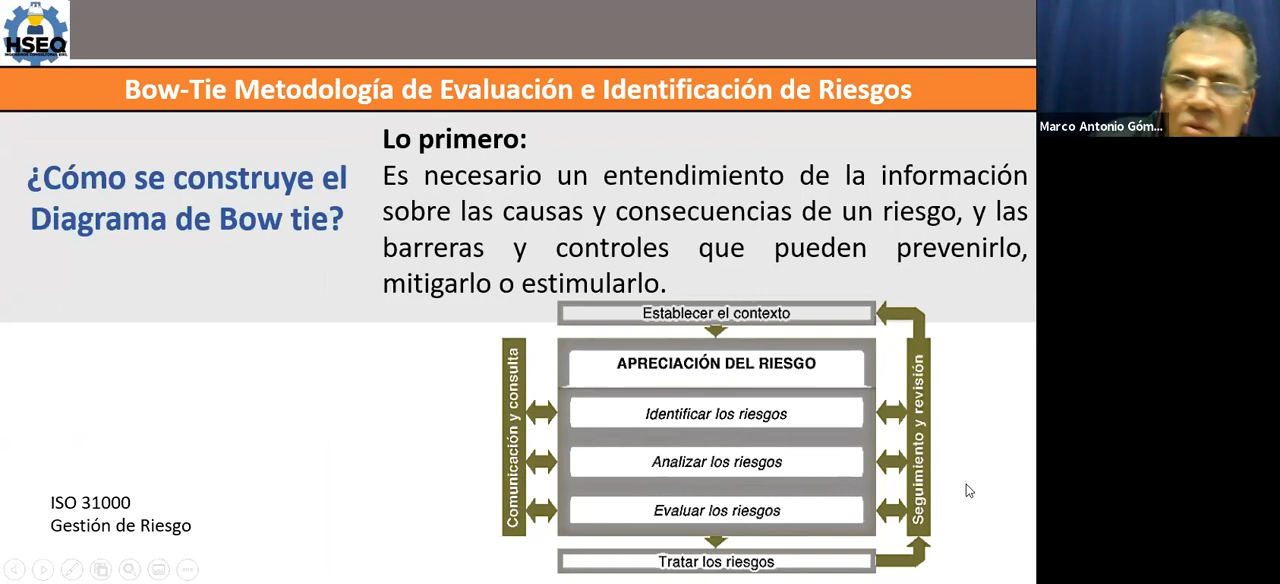 HSEQ
Bow-Tie Metodología de Evaluación e Identificación de Riesgos
Marco Antonio Góm...
¿Cómo se construye el
Diagrama de Bow tie?
Lo primero:
Es necesario un entendimiento de la información
sobre las causas y consecuencias de un riesgo, y las
barreras y controles que pueden prevenirlo,
mitigarlo o estimularlo.
Establecer el contexto
APRECIACIÓN DEL RIESGO
Comunicación y consulta
Identificar los riesgos
Analizar los riesgos
Evaluar los riesgos
Seguimiento y revisión
Tratar los riesgos
ISO 31000
Gestión de Riesgo